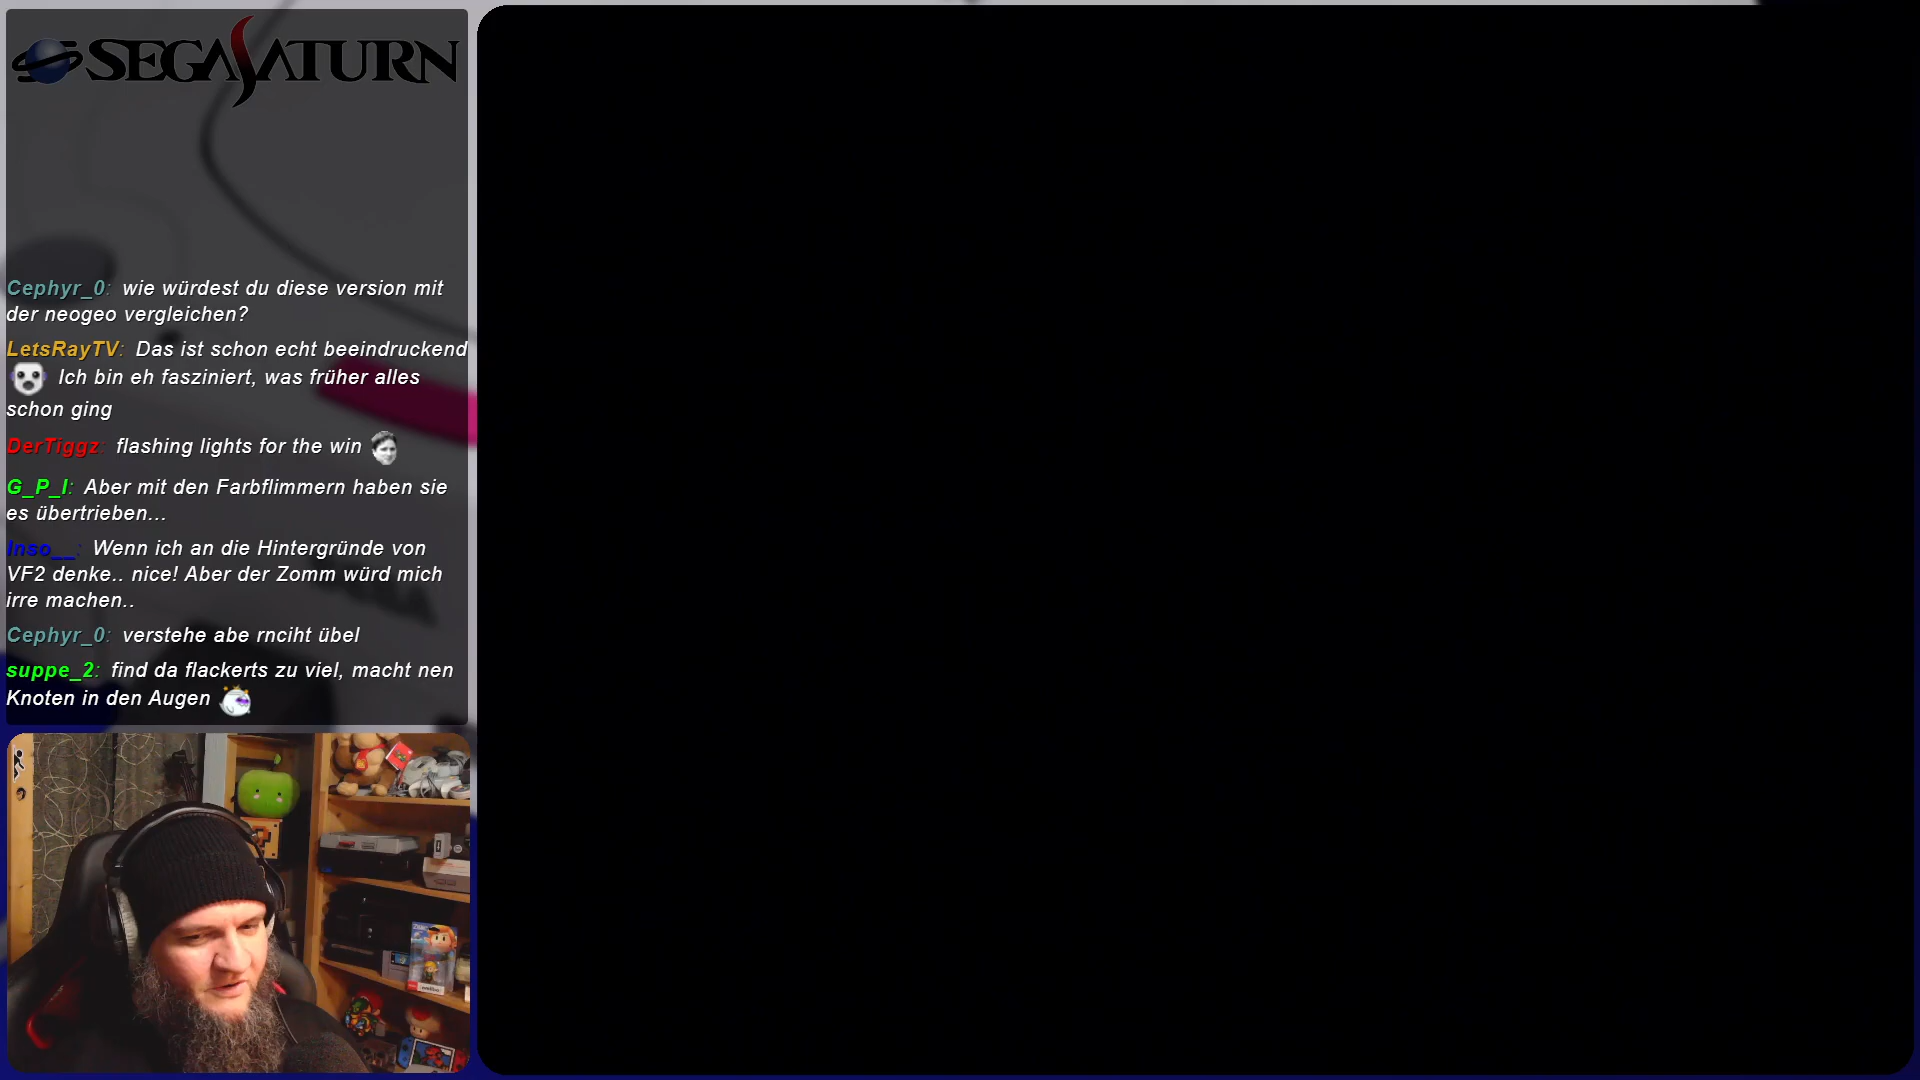 SEGA SATURN
Cephyr_0: wie würdest du diese version mit
der neogeo vergleichen?
LetsRayTV: Das ist schon echt beeindruckend
Ich bin eh fasziniert, was früher alles
schon ging
DerTiggz: flashing lights for the win
G_P_I: Aber mit den Farbflimmern haben sie
es übertrieben...
Inso__: Wenn ich an die Hintergründe von
VF2 denke.. nice! Aber der Zomm würd mich
irre machen..
Cephyr_0: verstehe abe rnciht übel
suppe_2: find da flackerts zu viel, macht nen
Knoten in den Augen